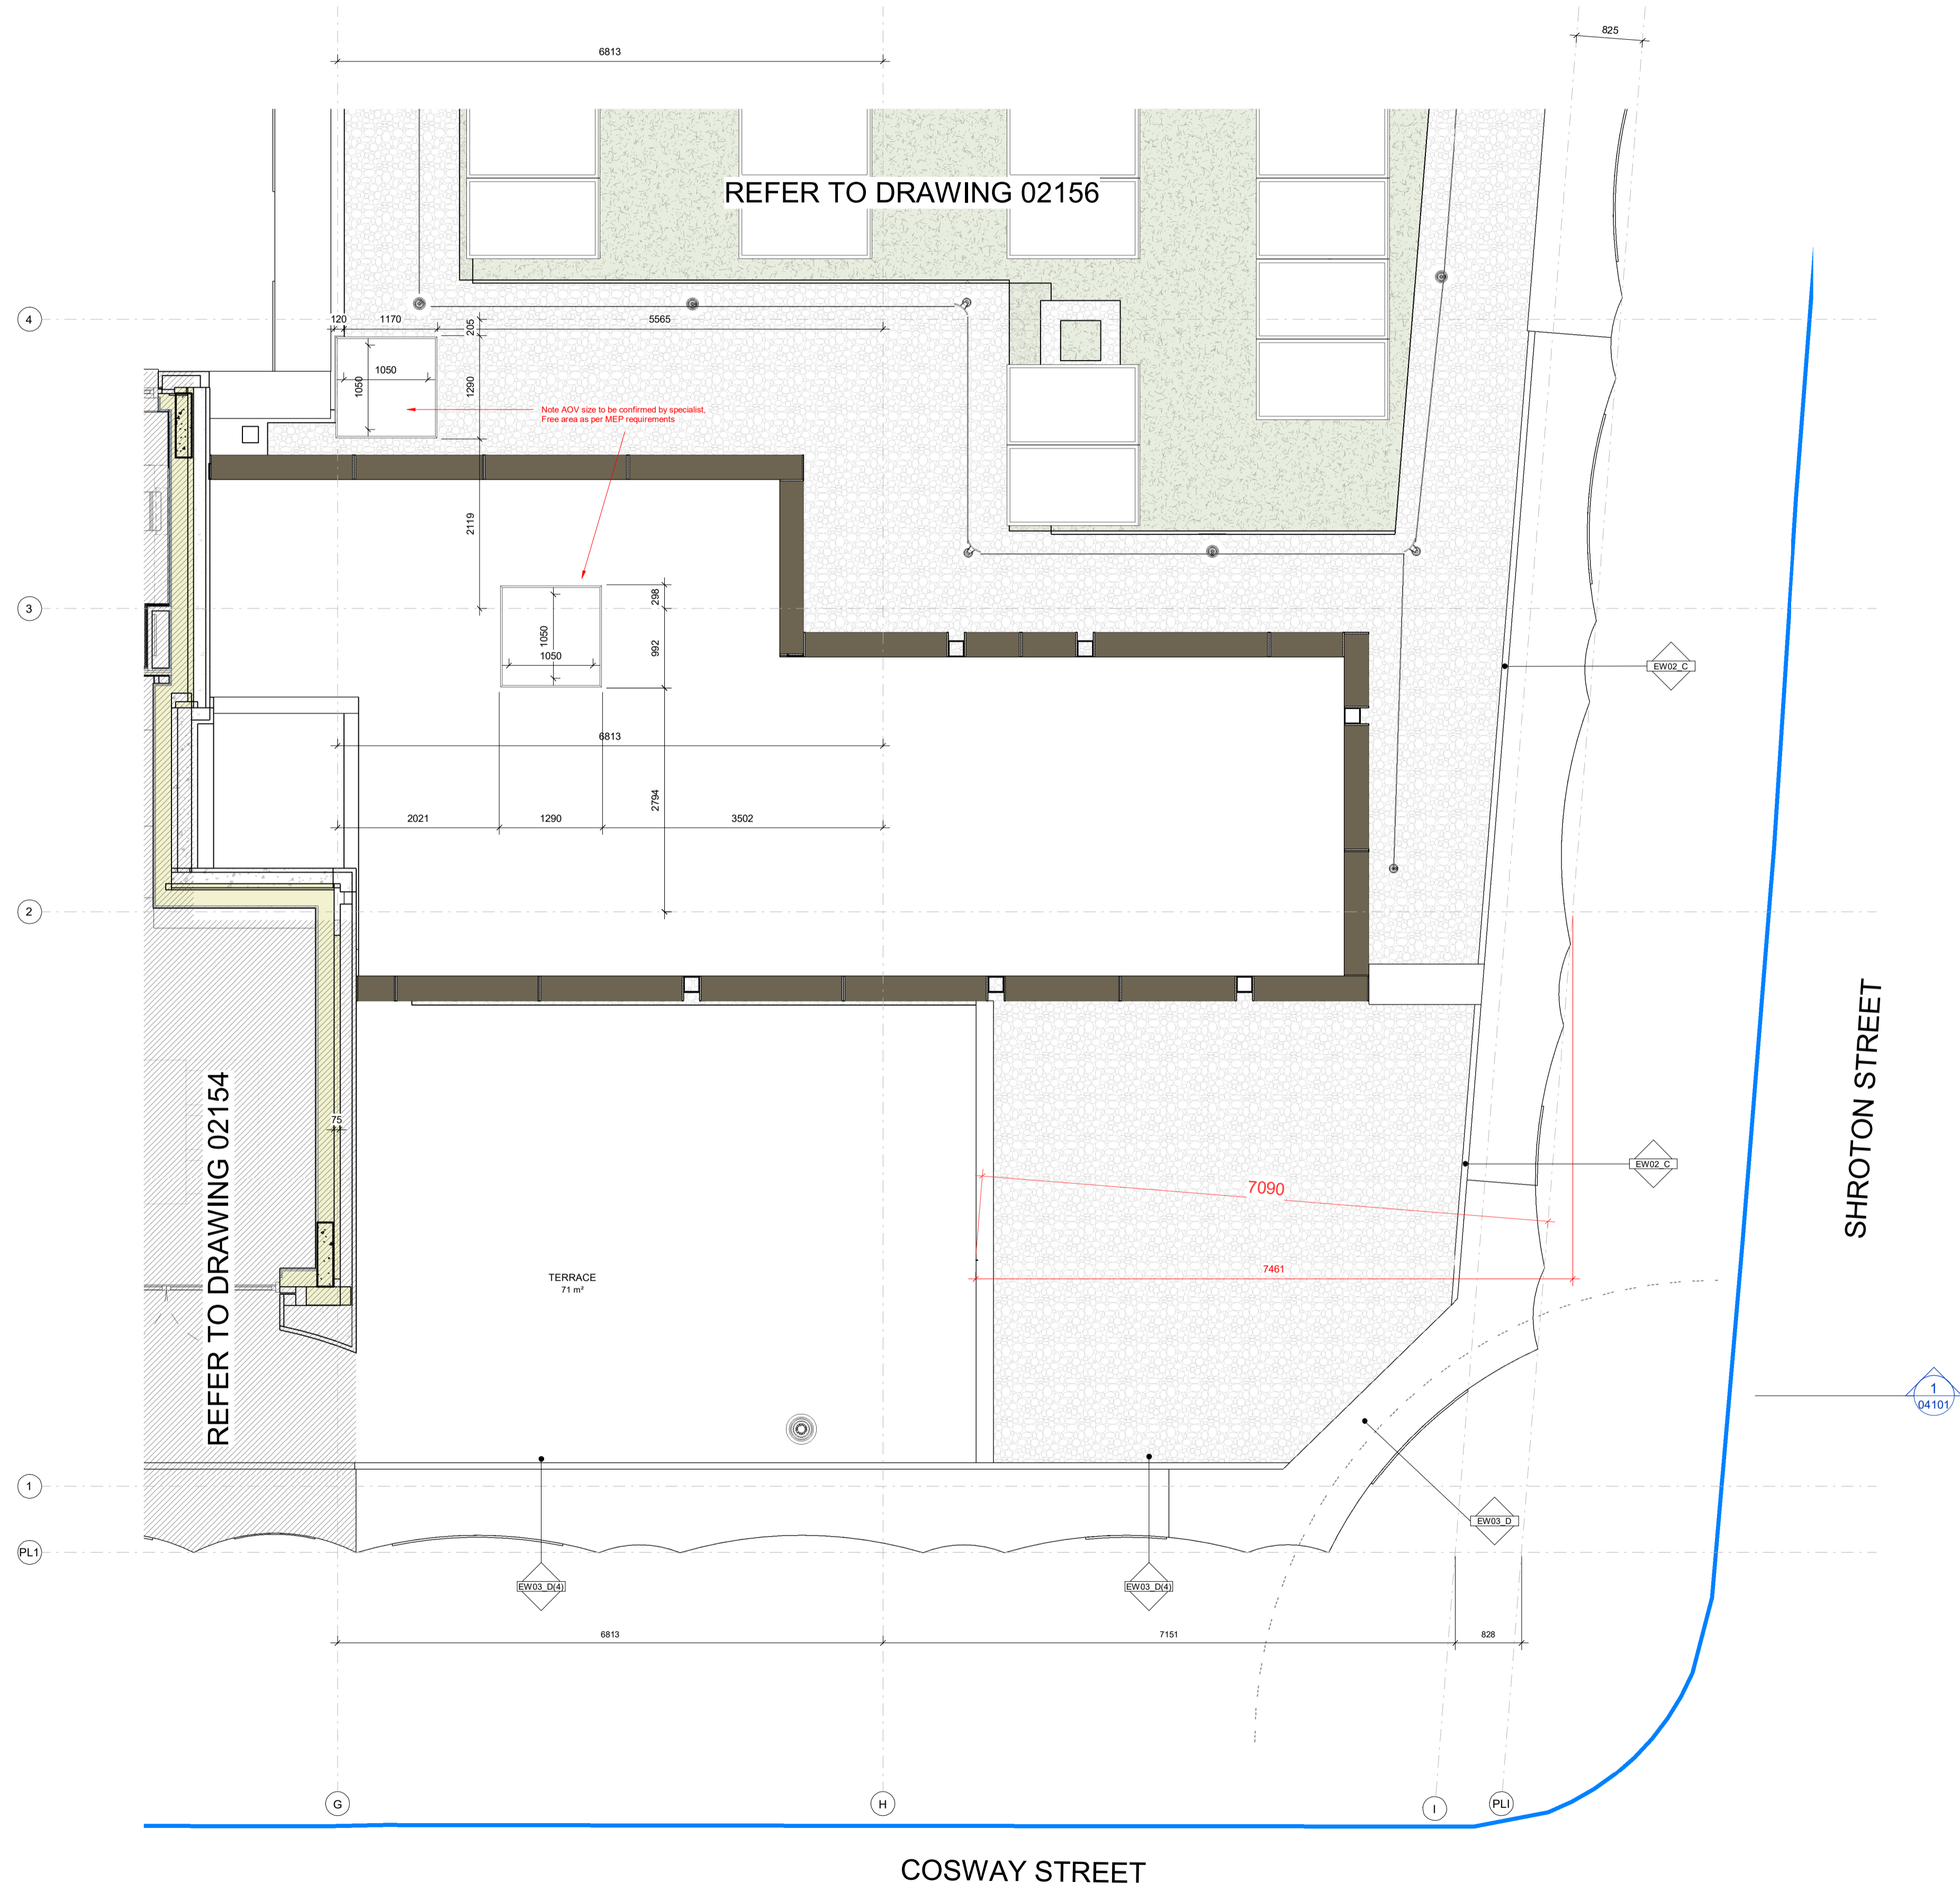 825
6813
REFER TO DRAWING 02156
4
120
1170
205
5565
1050
1050
1290
Note AOV size to be confirmed by specialist,
Free area as per MEP requirements
2119
3
298
1050
1050
992
EW02_C
6813
2794
2021
1290
3502
2
REFER TO DRAWING 02154
75
SHROTON STREET
EW02_C
7090
7461
TERRACE
71 m²
1
04101
1
EW03_D
PL1
EW03_D(4)
EW03_D(4)
6813
7151
828
G
H
I
PLI
COSWAY STREET